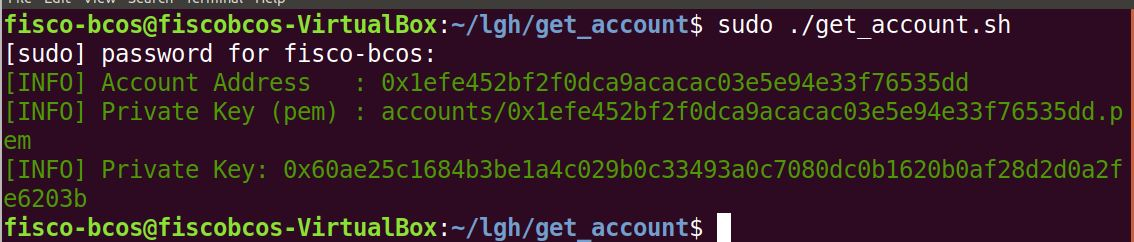 fisco-bcos@fiscobcos-VirtualBox:~/lgh/get_account$ sudo ./get_account.sh
[sudo] password for fisco-bcos:
[INFO] Account Address   : 0x1efe452bf2f0dca9acacac03e5e94e33f76535dd
[INFO] Private Key (pem) : accounts/0x1efe452bf2f0dca9acacac03e5e94e33f76535dd.p
em
[INFO] Private Key: 0x60ae25c1684b3be1a4c029b0c33493a0c7080dc0b1620b0af28d2d0a2f
e6203b
fisco-bcos@fiscobcos-VirtualBox:~/lgh/get_account$